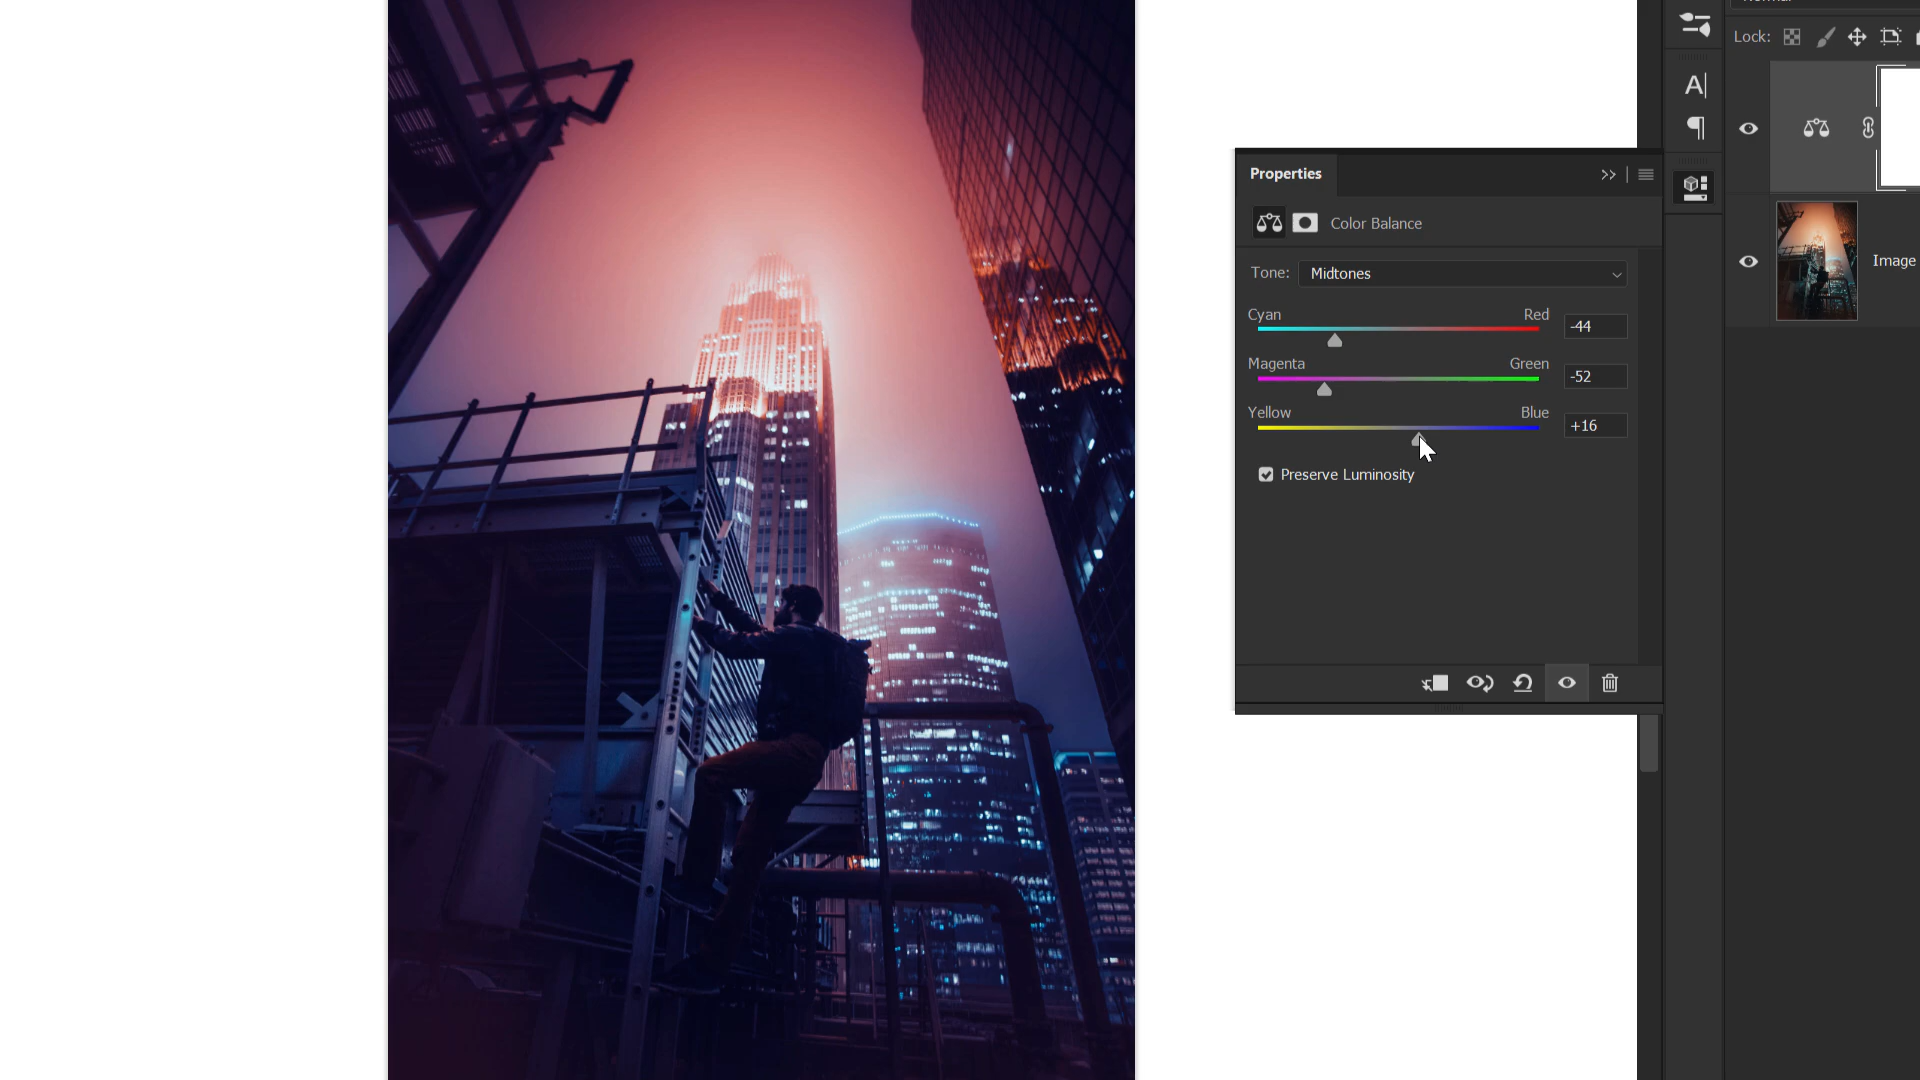 Lock:
Properties
Color Balance
Tone: Midtones
Cyan Red -44
Magenta Green -52
Yellow Blue +16
Preserve Luminosity
Image